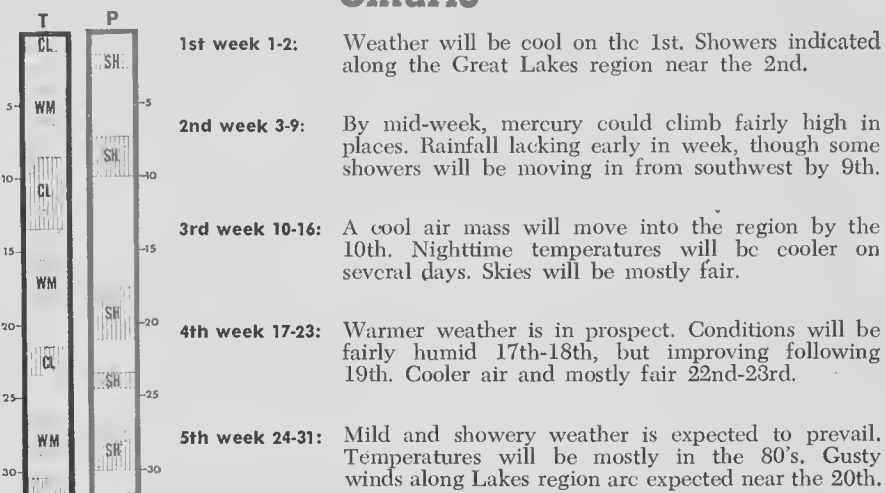 Ontario
T P
CL
SH
5 WM 5
SH
10 CL 10
15 15
WM
SH
20 20
CL
SH
25 25
WM
SH
30 30
1st week 1-2: Weather will be cool on the 1st. Showers indicated
along the Great Lakes region near the 2nd.
2nd week 3-9: By mid-week, mercury could climb fairly high in
places. Rainfall lacking early in week, though some
showers will be moving in from southwest by 9th.
3rd week 10-16: A cool air mass will move into the region by the
10th. Nighttime temperatures will be cooler on
several days. Skies will be mostly fair.
4th week 17-23: Warmer weather is in prospect. Conditions will be
fairly humid 17th-18th, but improving following
19th. Cooler air and mostly fair 22nd-23rd.
5th week 24-31: Mild and showery weather is expected to prevail.
Temperatures will be mostly in the 80's. Gusty
winds along Lakes region are expected near the 20th.